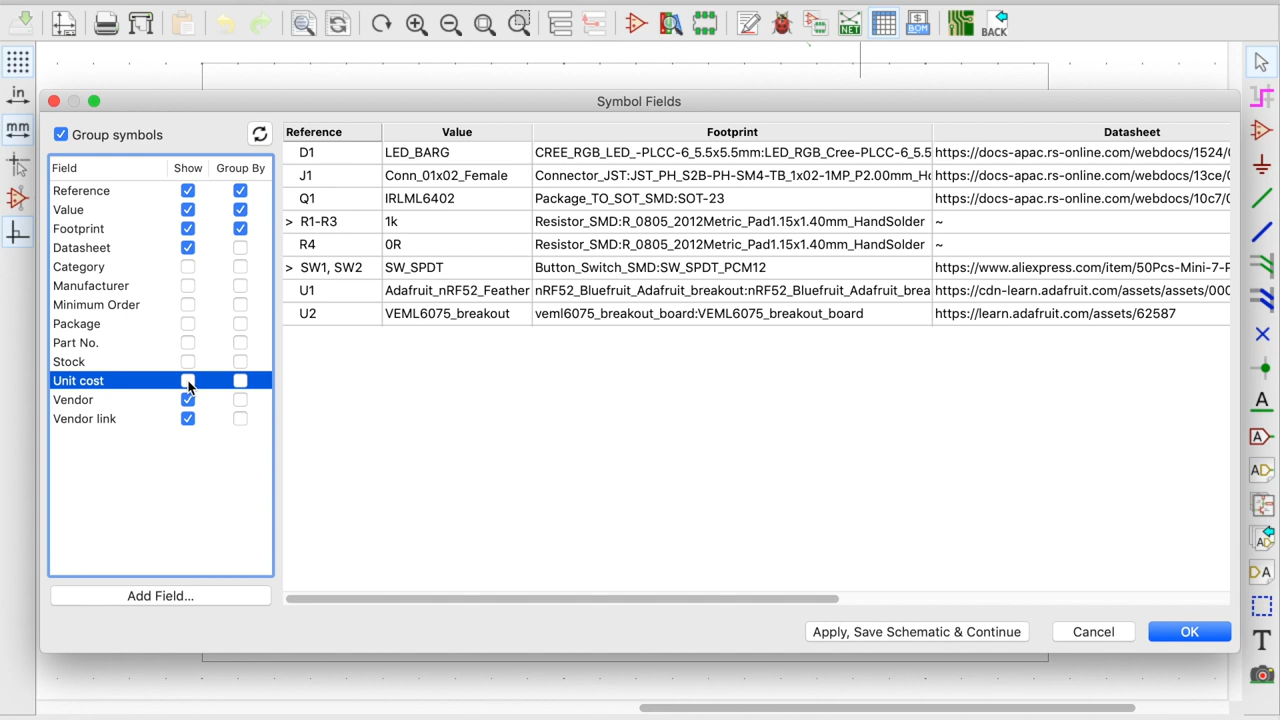 NET
BOM
BACK
in
mm
Symbol Fields
Group symbols
Field Show Group By
Reference
Value
Footprint
Datasheet
Category
Manufacturer
Minimum Order
Package
Part No.
Stock
Unit cost
Vendor
Vendor link
Add Field...
Reference Value Footprint Datasheet
D1 LED_BARG CREE_RGB_LED_-PLCC-6_5.5x5.5mm:LED_RGB_Cree-PLCC-6_5.5 https://docs-apac.rs-online.com/webdocs/1524/
J1 Conn_01x02_Female Connector_JST:JST_PH_S2B-PH-SM4-TB_1x02-1MP_P2.00mm_H https://docs-apac.rs-online.com/webdocs/13ce/
Q1 IRLML6402 Package_TO_SOT_SMD:SOT-23 https://docs-apac.rs-online.com/webdocs/10c7/
> R1-R3 1k Resistor_SMD:R_0805_2012Metric_Pad1.15x1.40mm_HandSolder ~
R4 0R Resistor_SMD:R_0805_2012Metric_Pad1.15x1.40mm_HandSolder ~
> SW1, SW2 SW_SPDT Button_Switch_SMD:SW_SPDT_PCM12 https://www.aliexpress.com/item/50Pcs-Mini-7-
U1 Adafruit_nRF52_Feather nRF52_Bluefruit_Adafruit_breakout:nRF52_Bluefruit_Adafruit_brea https://cdn-learn.adafruit.com/assets/assets/000
U2 VEML6075_breakout veml6075_breakout_board:VEML6075_breakout_board https://learn.adafruit.com/assets/62587
Apply, Save Schematic & Continue Cancel OK
A
A
AD
AD
DA
T